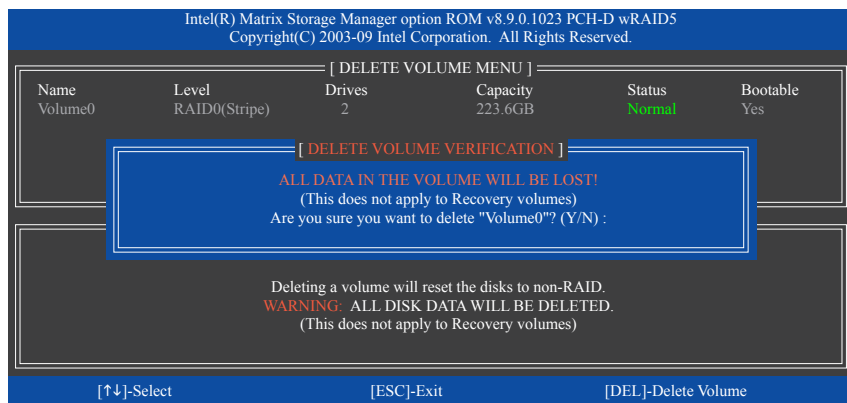 Intel(R) Matrix Storage Manager option ROM v8.9.0.1023 PCH-D wRAID5
Copyright(C) 2003-09 Intel Corporation. All Rights Reserved.
[ DELETE VOLUME MENU ]
Name Level Drives Capacity Status Bootable
Volume0 RAID0(Stripe) 2 223.6GB Normal Yes
[ DELETE VOLUME VERIFICATION ]
ALL DATA IN THE VOLUME WILL BE LOST!
(This does not apply to Recovery volumes)
Are you sure you want to delete "Volume0"? (Y/N) :
Deleting a volume will reset the disks to non-RAID.
WARNING: ALL DISK DATA WILL BE DELETED.
(This does not apply to Recovery volumes)
[↑↓]-Select [ESC]-Exit [DEL]-Delete Volume